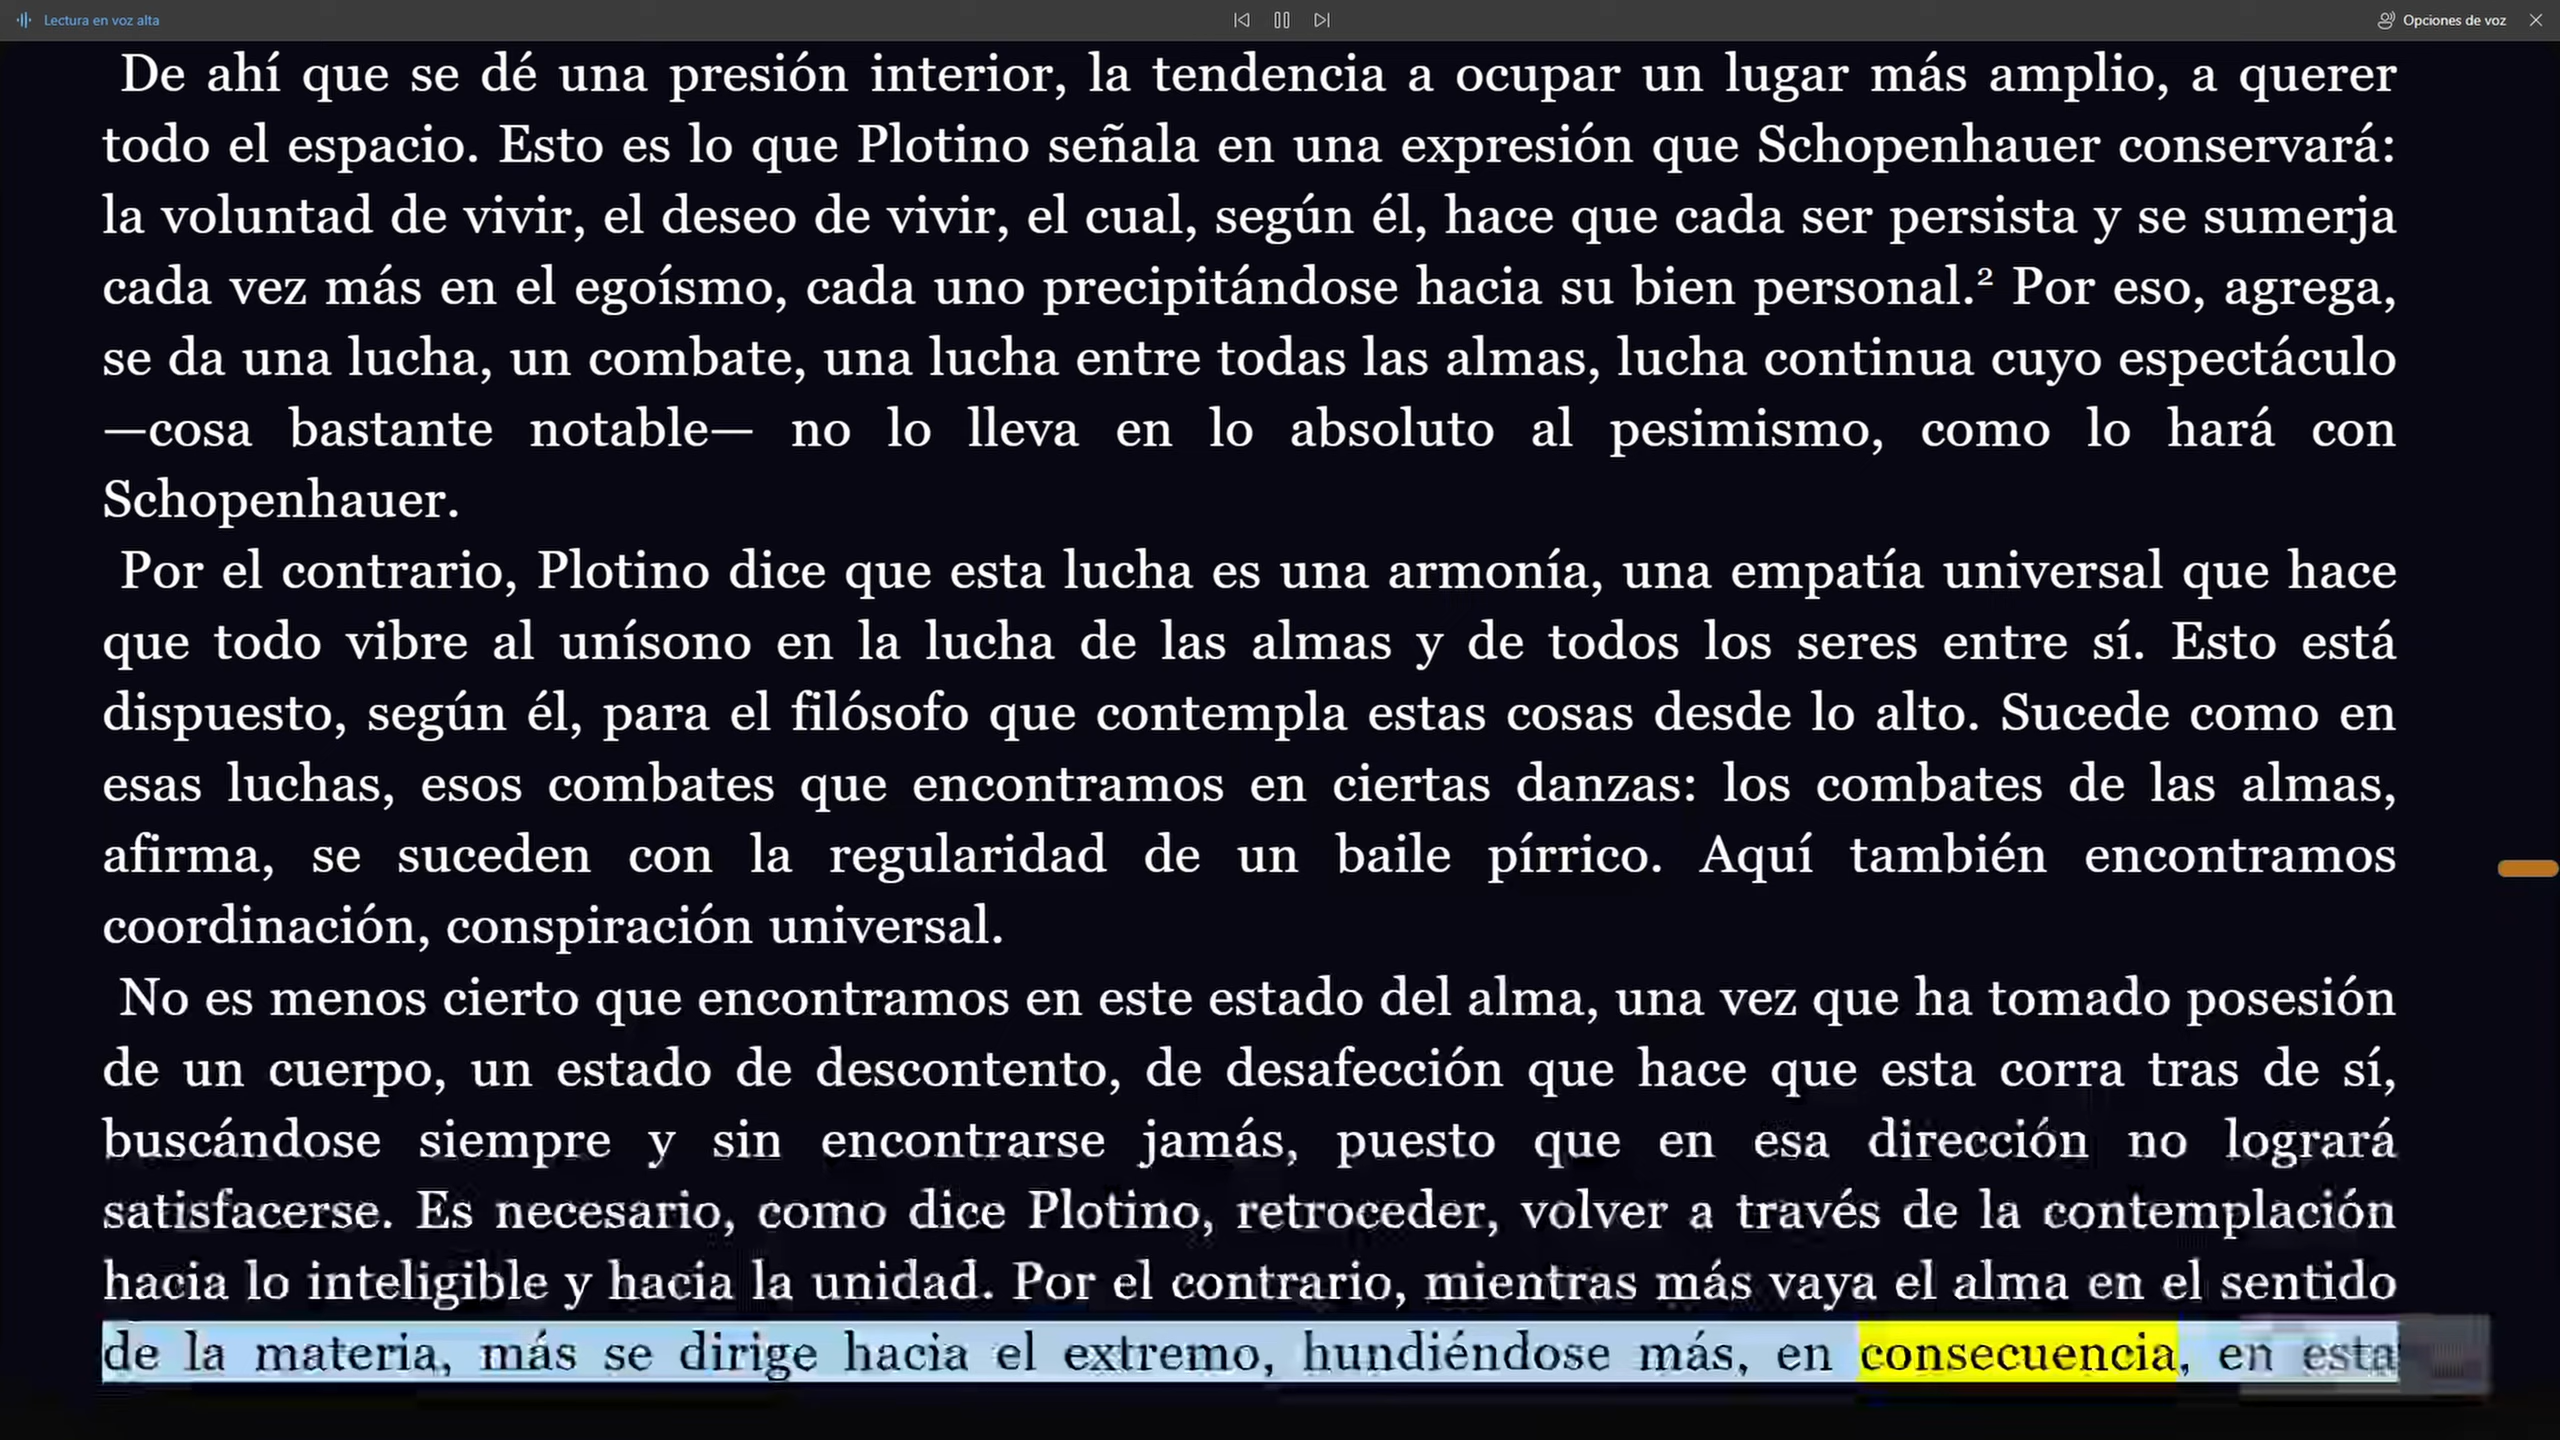 Lectura en voz alta
Opciones de voz
De ahí que se dé una presión interior, la tendencia a ocupar un lugar más amplio, a querer
todo el espacio. Esto es lo que Plotino señala en una expresión que Schopenhauer conservará:
la voluntad de vivir, el deseo de vivir, el cual, según él, hace que cada ser persista y se sumerja
cada vez más en el egoísmo, cada uno precipitándose hacia su bien personal.² Por eso, agrega,
se da una lucha, un combate, una lucha entre todas las almas, lucha continua cuyo espectáculo
—cosa bastante notable— no lo lleva en lo absoluto al pesimismo, como lo hará con
Schopenhauer.
Por el contrario, Plotino dice que esta lucha es una armonía, una empatía universal que hace
que todo vibre al unísono en la lucha de las almas y de todos los seres entre sí. Esto está
dispuesto, según él, para el filósofo que contempla estas cosas desde lo alto. Sucede como en
esas luchas, esos combates que encontramos en ciertas danzas: los combates de las almas,
afirma, se suceden con la regularidad de un baile pírrico. Aquí también encontramos
coordinación, conspiración universal.
No es menos cierto que encontramos en este estado del alma, una vez que ha tomado posesión
de un cuerpo, un estado de descontento, de desafección que hace que esta corra tras de sí,
buscándose siempre y sin encontrarse jamás, puesto que en esa dirección no logrará
satisfacerse. Es necesario, como dice Plotino, retroceder, volver a través de la contemplación
hacia lo inteligible y hacia la unidad. Por el contrario, mientras más vaya el alma en el sentido
de la materia, más se dirige hacia el extremo, hundiéndose más, en consecuencia, en esta